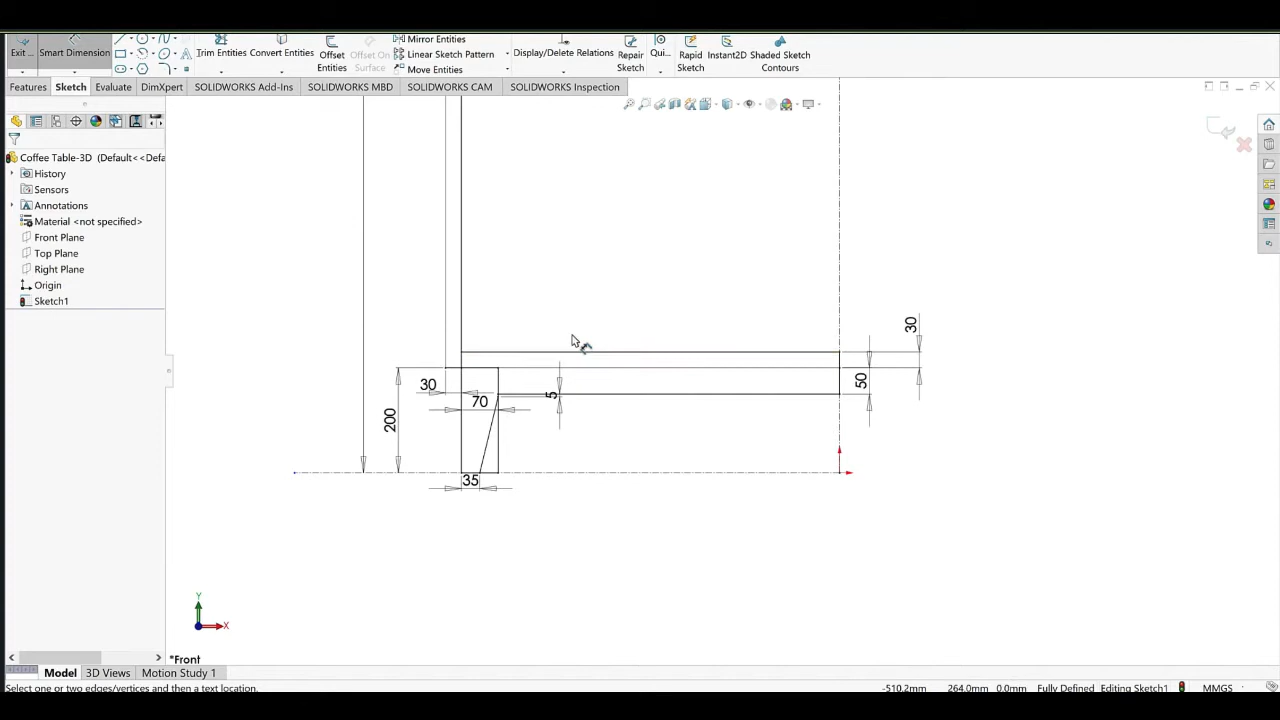 Mirror Entities
Exit ...
Smart Dimension
Trim Entities
Convert Entities
Offset Entities
Offset On Surface
Linear Sketch Pattern
Move Entities
Display/Delete Relations
Repair Sketch
Qui...
Rapid Sketch
Instant2D
Shaded Sketch Contours
Features
Sketch
Evaluate
DimXpert
SOLIDWORKS Add-Ins
SOLIDWORKS MBD
SOLIDWORKS CAM
SOLIDWORKS Inspection
Coffee Table-3D (Default<<Defa
History
Sensors
Annotations
Material <not specified>
Front Plane
Top Plane
Right Plane
Origin
Sketch1
30
50
30
5
70
200
35
Y
X
*Front
Model
3D Views
Motion Study 1
Select one or two edges/vertices and then a text location.
-510.2mm
264.0mm
0.0mm
Fully Defined
Editing Sketch1
MMGS